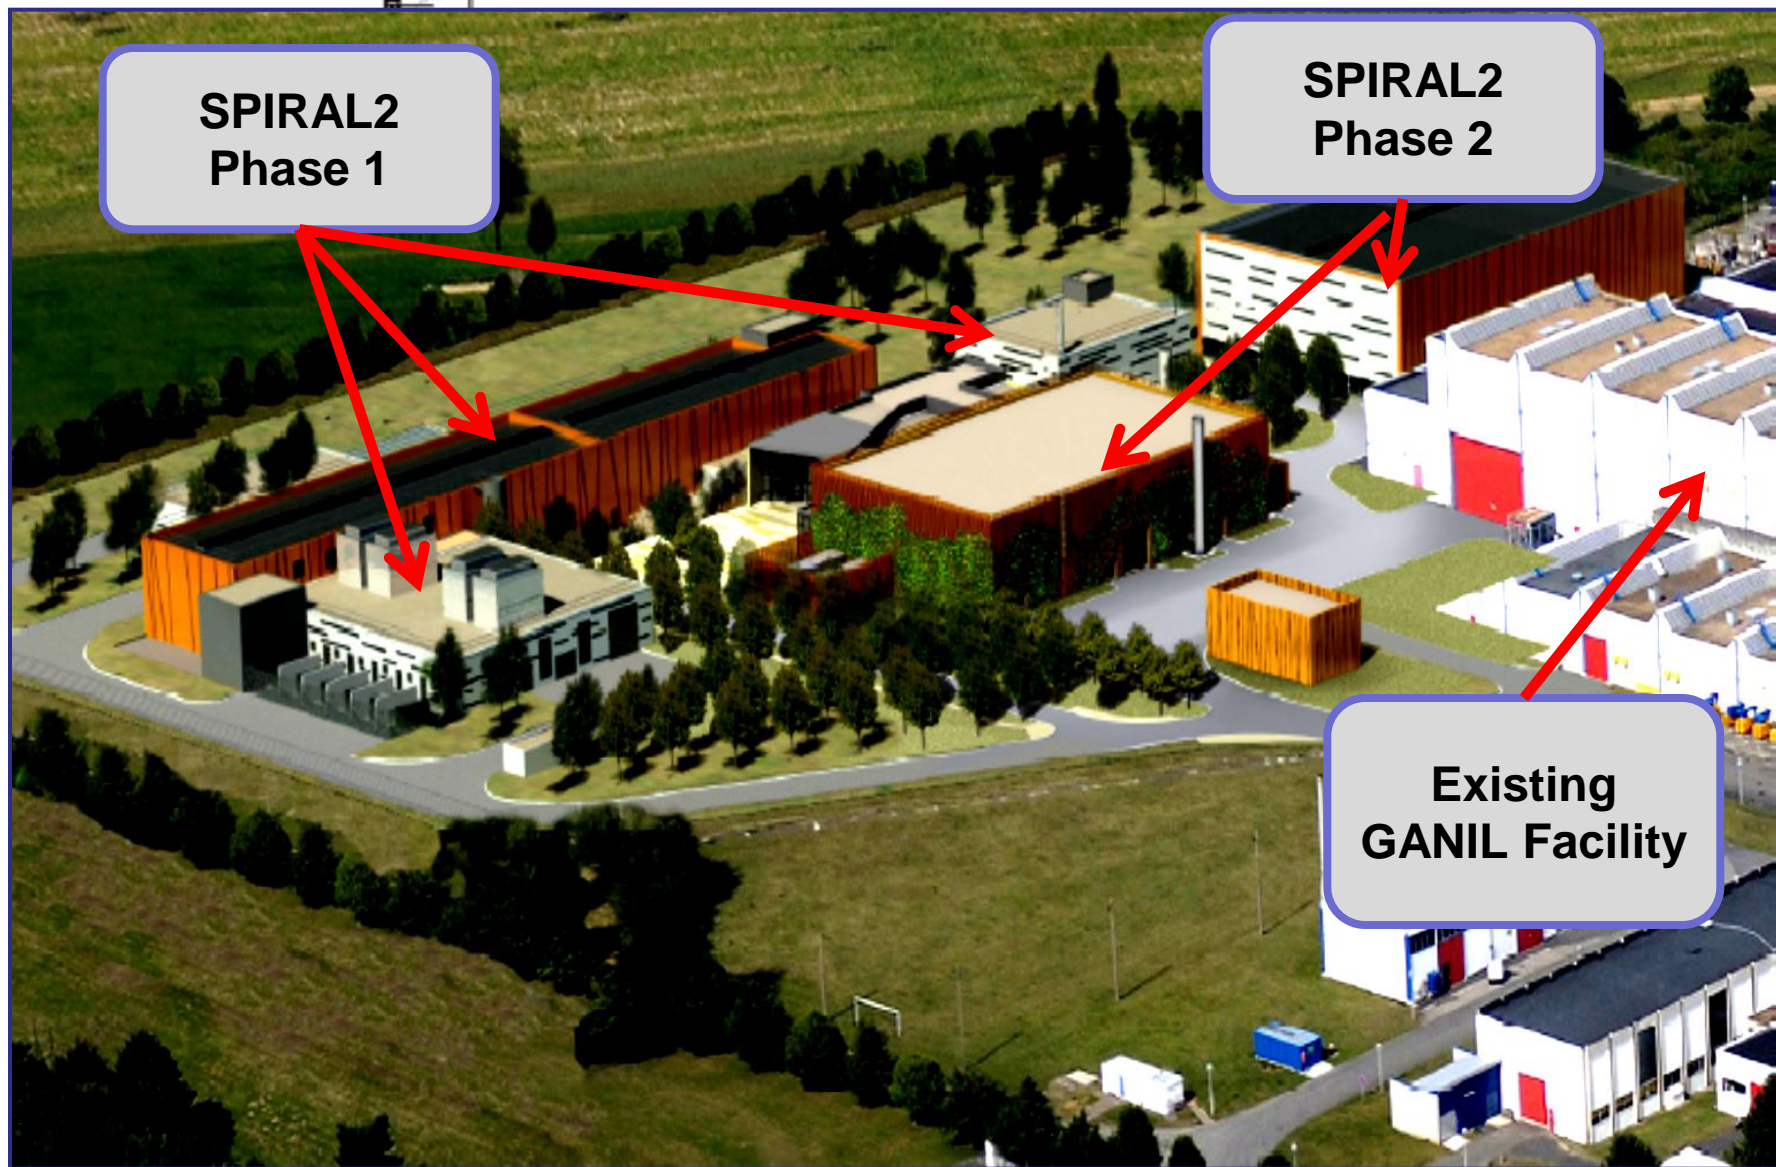 SPIRAL2
Phase 1
SPIRAL2
Phase 2
Existing
GANIL Facility